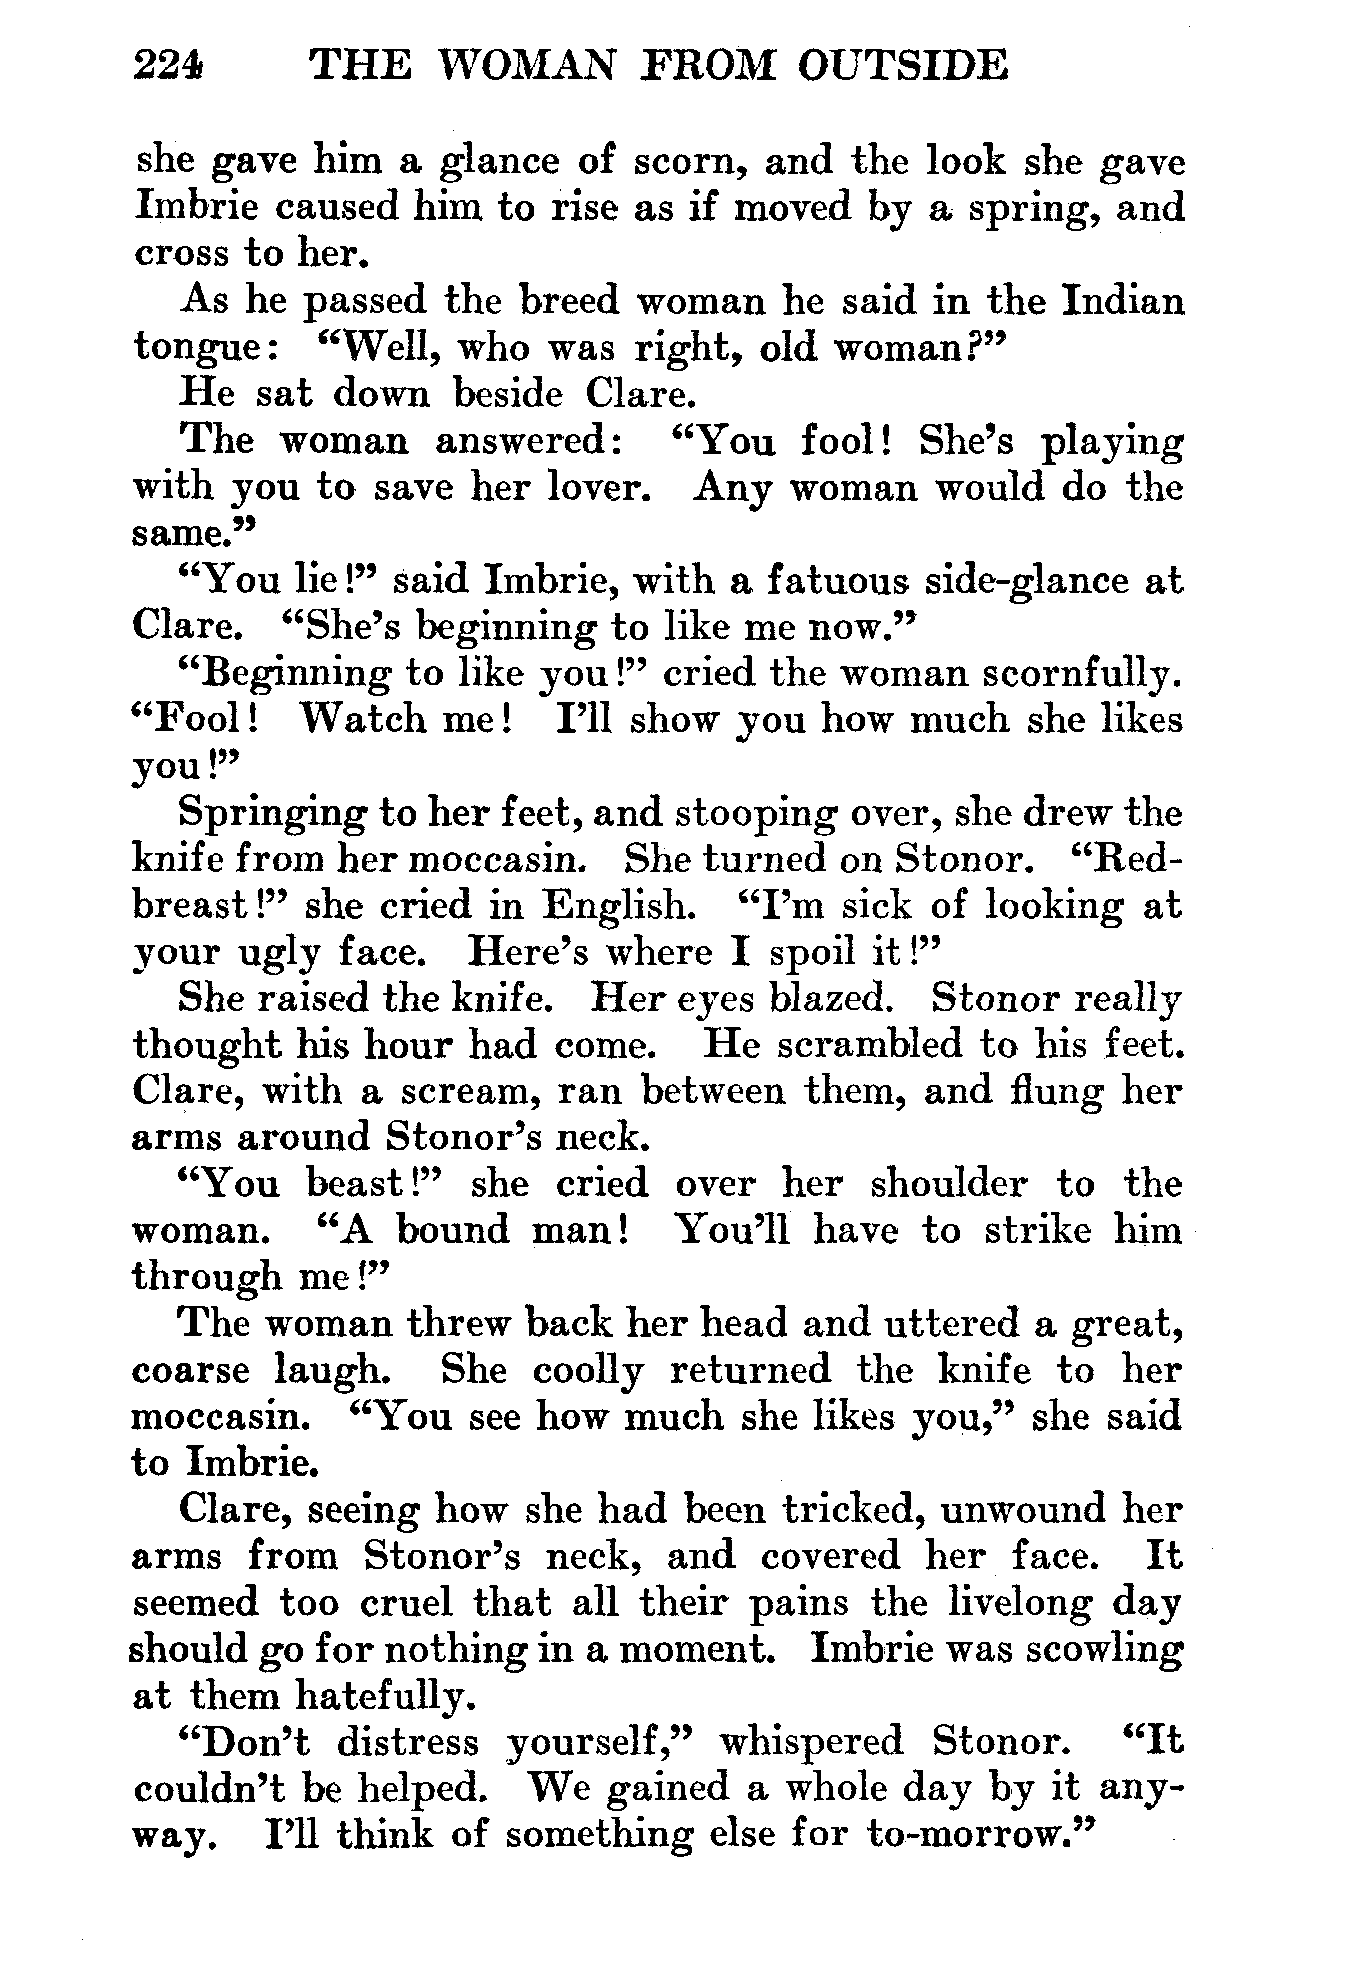 224 THE WOMAN FROM OUTSIDE
she gave him a glance of scorn, and the look she gave
Imbrie caused him to rise as if moved by a spring, and
cross to her.
As he passed the breed woman he said in the Indian
tongue: “Well, who was right, old woman?”
He sat down beside Clare.
The woman answered: “You fool! She’s playing
with you to save her lover. Any woman would do the
same.”
“You lie!” said Imbrie, with a fatuous side-glance at
Clare. “She’s beginning to like me now.”
“Beginning to like you!” cried the woman scornfully.
“Fool! Watch me! I’ll show you how much she likes
you!”
Springing to her feet, and stooping over, she drew the
knife from her moccasin. She turned on Stonor. “Red-
breast!” she cried in English. “I’m sick of looking at
your ugly face. Here’s where I spoil it!”
She raised the knife. Her eyes blazed. Stonor really
thought his hour had come. He scrambled to his feet.
Clare, with a scream, ran between them, and flung her
arms around Stonor’s neck.
“You beast!” she cried over her shoulder to the
woman. “A bound man! You’ll have to strike him
through me!”
The woman threw back her head and uttered a great,
coarse laugh. She coolly returned the knife to her
moccasin. “You see how much she likes you,” she said
to Imbrie.
Clare, seeing how she had been tricked, unwound her
arms from Stonor’s neck, and covered her face. It
seemed too cruel that all their pains the livelong day
should go for nothing in a moment. Imbrie was scowling
at them hatefully.
“Don’t distress yourself,” whispered Stonor. “It
couldn’t be helped. We gained a whole day by it any-
way. I’ll think of something else for to-morrow.”